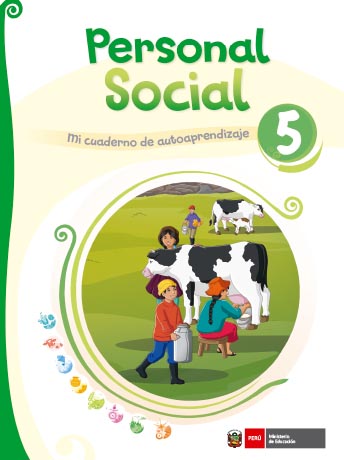 Personal
Social
Mi cuaderno de autoaprendizaje
5
PERÚ
Ministerio
de Educación